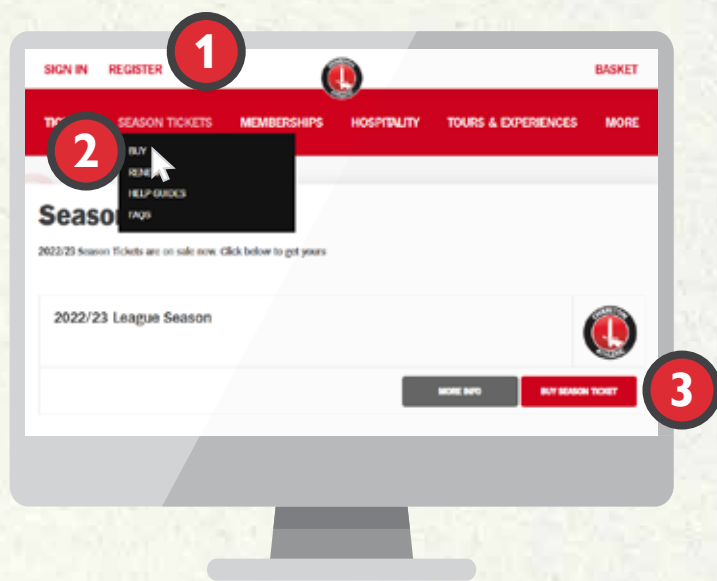 1
SIGN IN REGISTER BASKET
SEASON TICKETS MEMBERSHIPS HOSPITALITY TOURS & EXPERIENCES MORE
2
BUY
HELP GUIDES
FAQS
2022/23 Season Tickets are on sale now. Click below to get yours
2022/23 League Season
CHARLTON
ATHLETIC
MORE INFO BUY SEASON TICKET
3